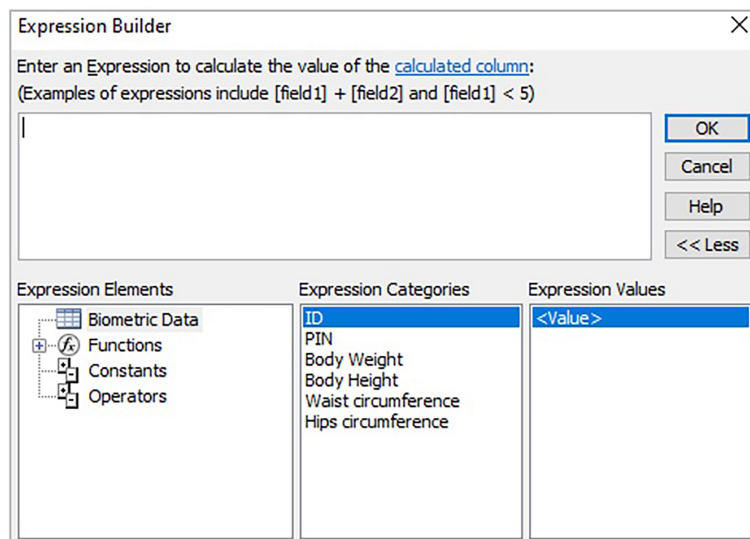 Expression Builder
Enter an Expression to calculate the value of the calculated column:
(Examples of expressions include [field1] + [field2] and [field1] < 5)
OK
Cancel
Help
<< Less
Expression Elements
Biometric Data
Functions
Constants
Operators
Expression Categories
ID
PIN
Body Weight
Body Height
Waist circumference
Hips circumference
Expression Values
<Value>